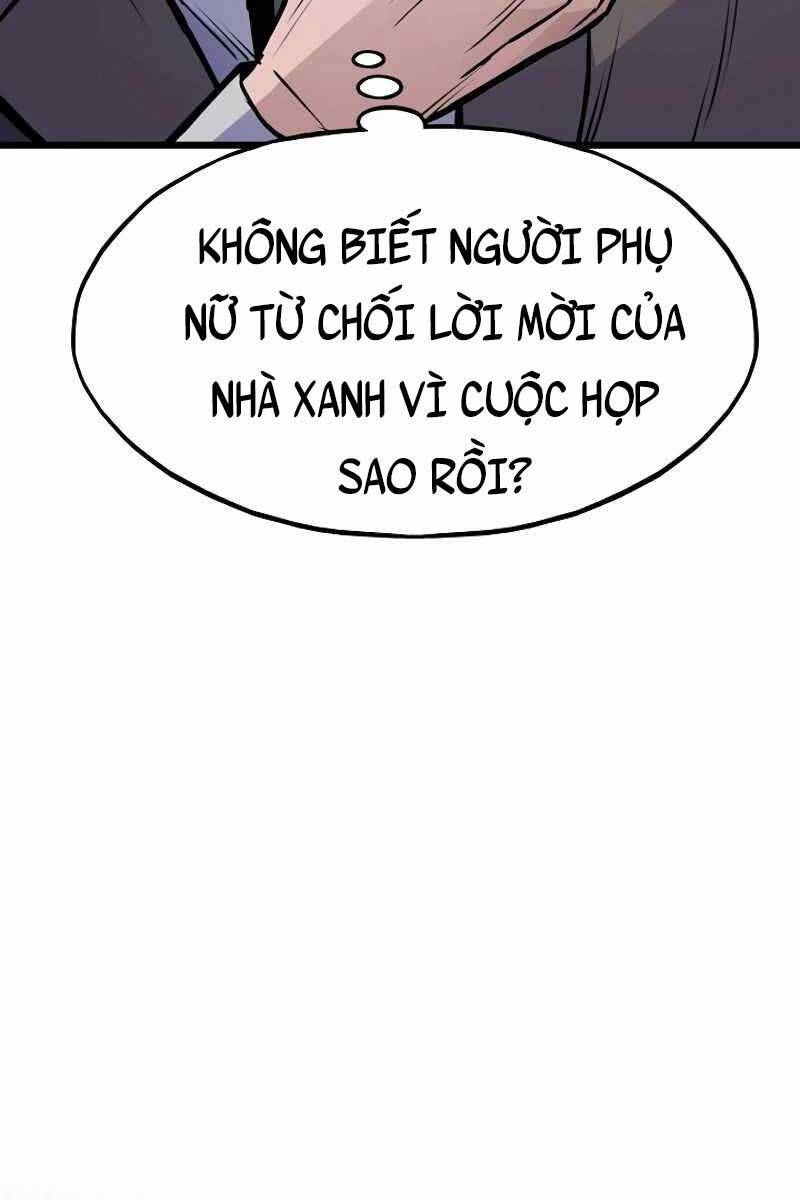 KHÔNG BIẾT NGƯỜI PHỤ
NỮ TỪ CHỐI LỜI MỜI CỦA
NHÀ XANH VÌ CUỘC HỌP
SAO RỒI?